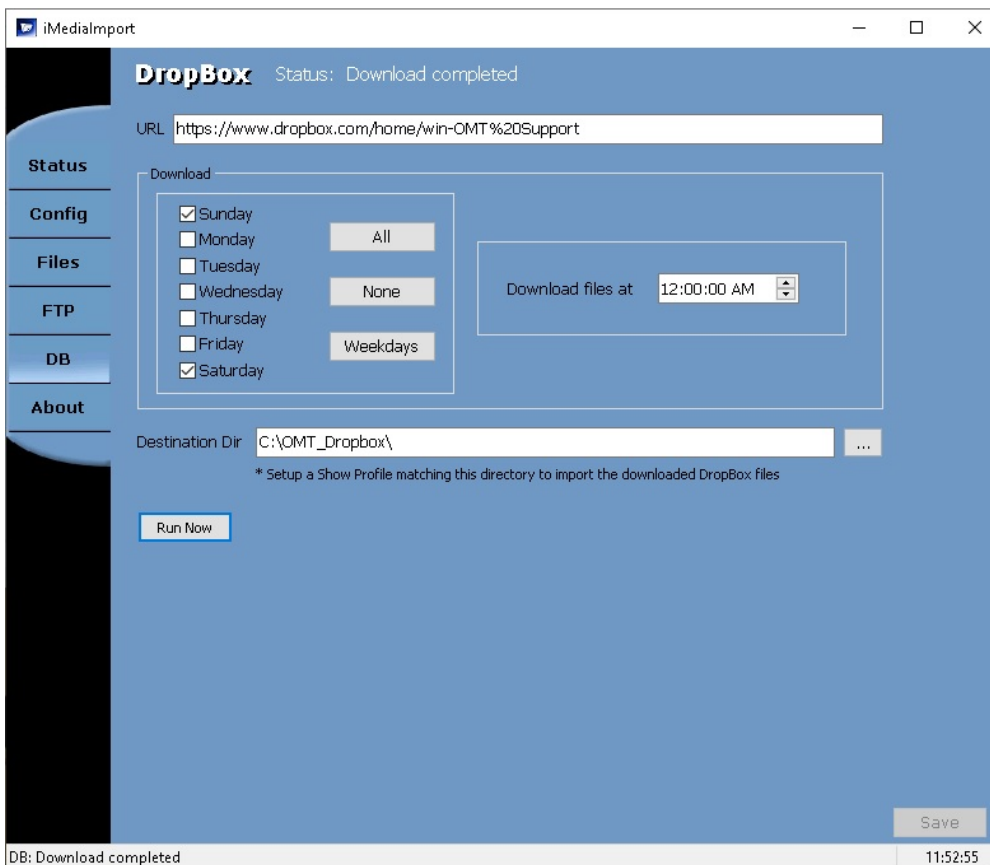 iMediaImport
DropBox Status: Download completed
URL https://www.dropbox.com/home/win-OMT%20Support
Status
Config
Files
FTP
DB
About
Download
Sunday
Monday
Tuesday
Wednesday
Thursday
Friday
Saturday
All
None
Weekdays
Download files at 12:00:00 AM
Destination Dir C:\OMT_Dropbox\ ...
* Setup a Show Profile matching this directory to import the downloaded DropBox files
Run Now
Save
DB: Download completed 11:52:55